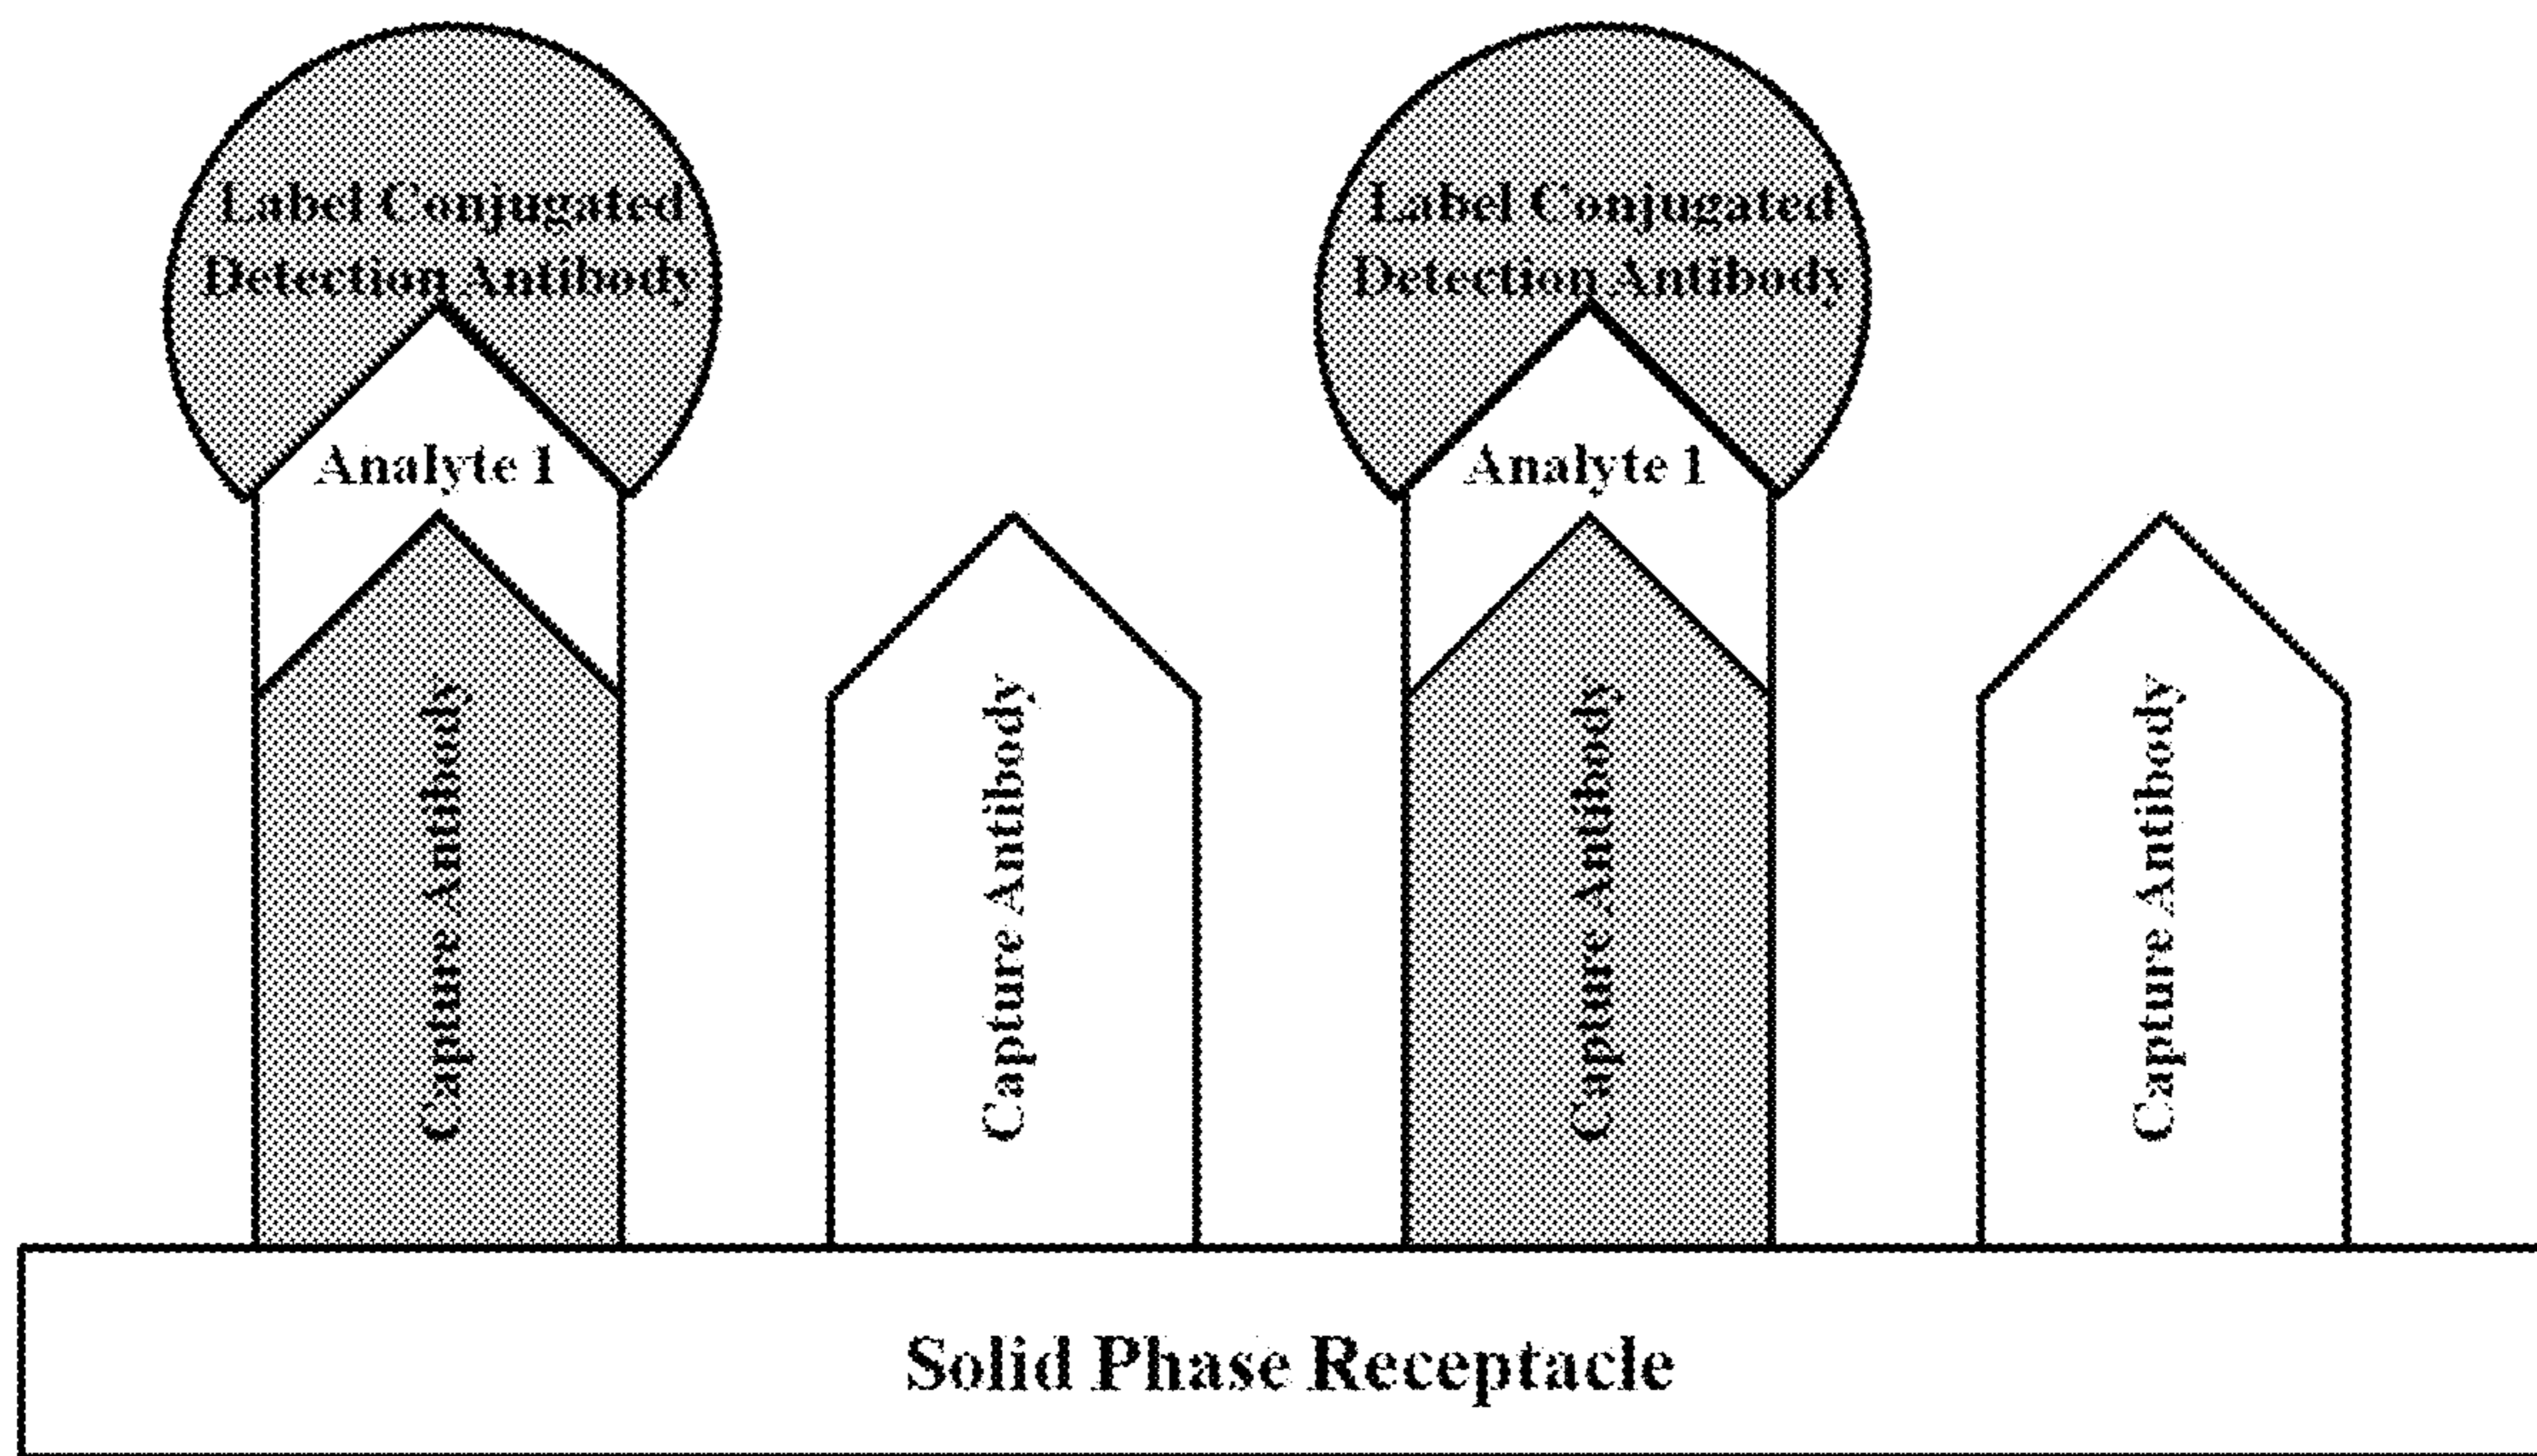 Label Conjugated
Detection Antibody
Label Conjugated
Detection Antibody
Analyte 1
Analyte 1
Capture Antibody
Capture Antibody
Capture Antibody
Capture Antibody
Solid Phase Receptacle